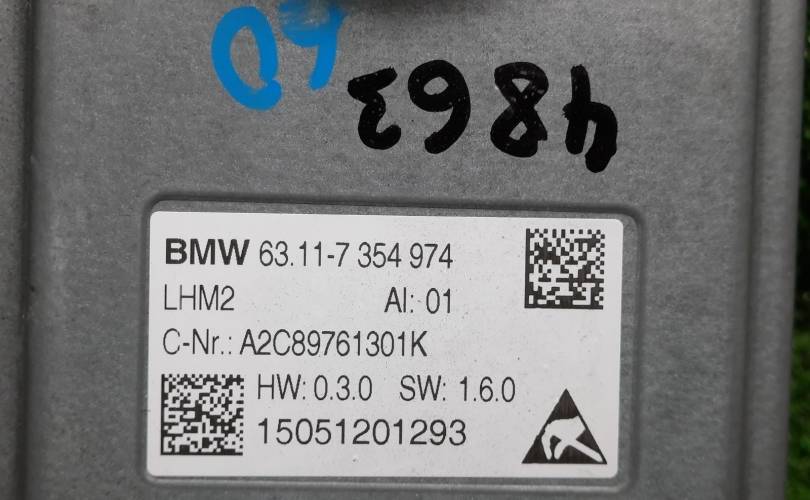 4863
BMW 63.11-7 354 974
LHM2 AI: 01
C-Nr.: A2C89761301K
HW: 0.3.0 SW: 1.6.0
15051201293